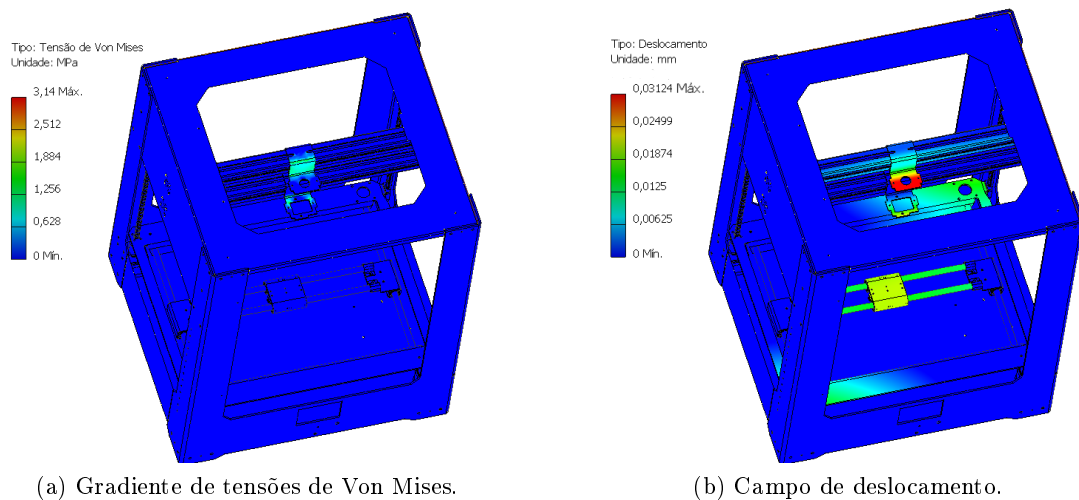 Tipo: Tensão de Von Mises
Unidade: MPa
3,14 Máx.
2,512
1,884
1,256
0,628
0 Mín.
(a) Gradiente de tensões de Von Mises.
Tipo: Deslocamento
Unidade: mm
0,03124 Máx.
0,02499
0,01874
0,0125
0,00625
0 Mín.
(b) Campo de deslocamento.